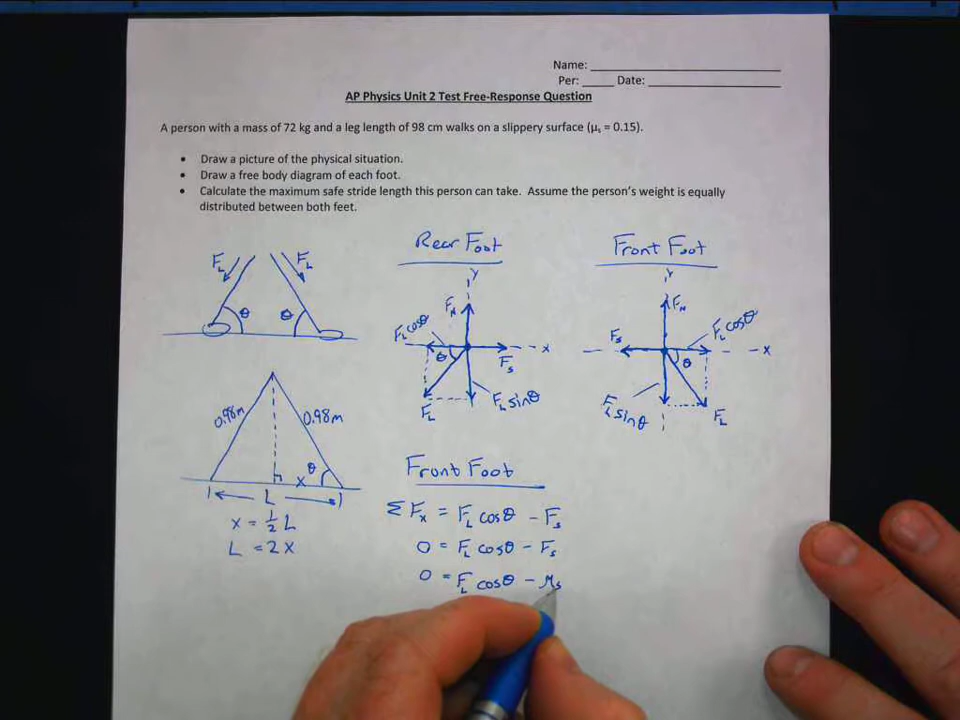 Name: ____
Per: ____ Date: ____
AP Physics Unit 2 Test Free-Response Question
A person with a mass of 72 kg and a leg length of 98 cm walks on a slippery surface (μs = 0.15).
• Draw a picture of the physical situation.
• Draw a free body diagram of each foot.
• Calculate the maximum safe stride length this person can take. Assume the person's weight is equally
distributed between both feet.
FL FL
θ θ
0.98m 0.98m
θ
x
L
x = ½ L
L = 2x
Rear Foot
y
FN
FL cosθ
θ
x
Fs
FL sinθ
FL
Front Foot
y
FN
Fs
FL cosθ
x
θ
FL sinθ
FL
Front Foot
Σ Fx = FL cosθ - Fs
0 = FL cosθ - Fs
0 = FL cosθ - μs